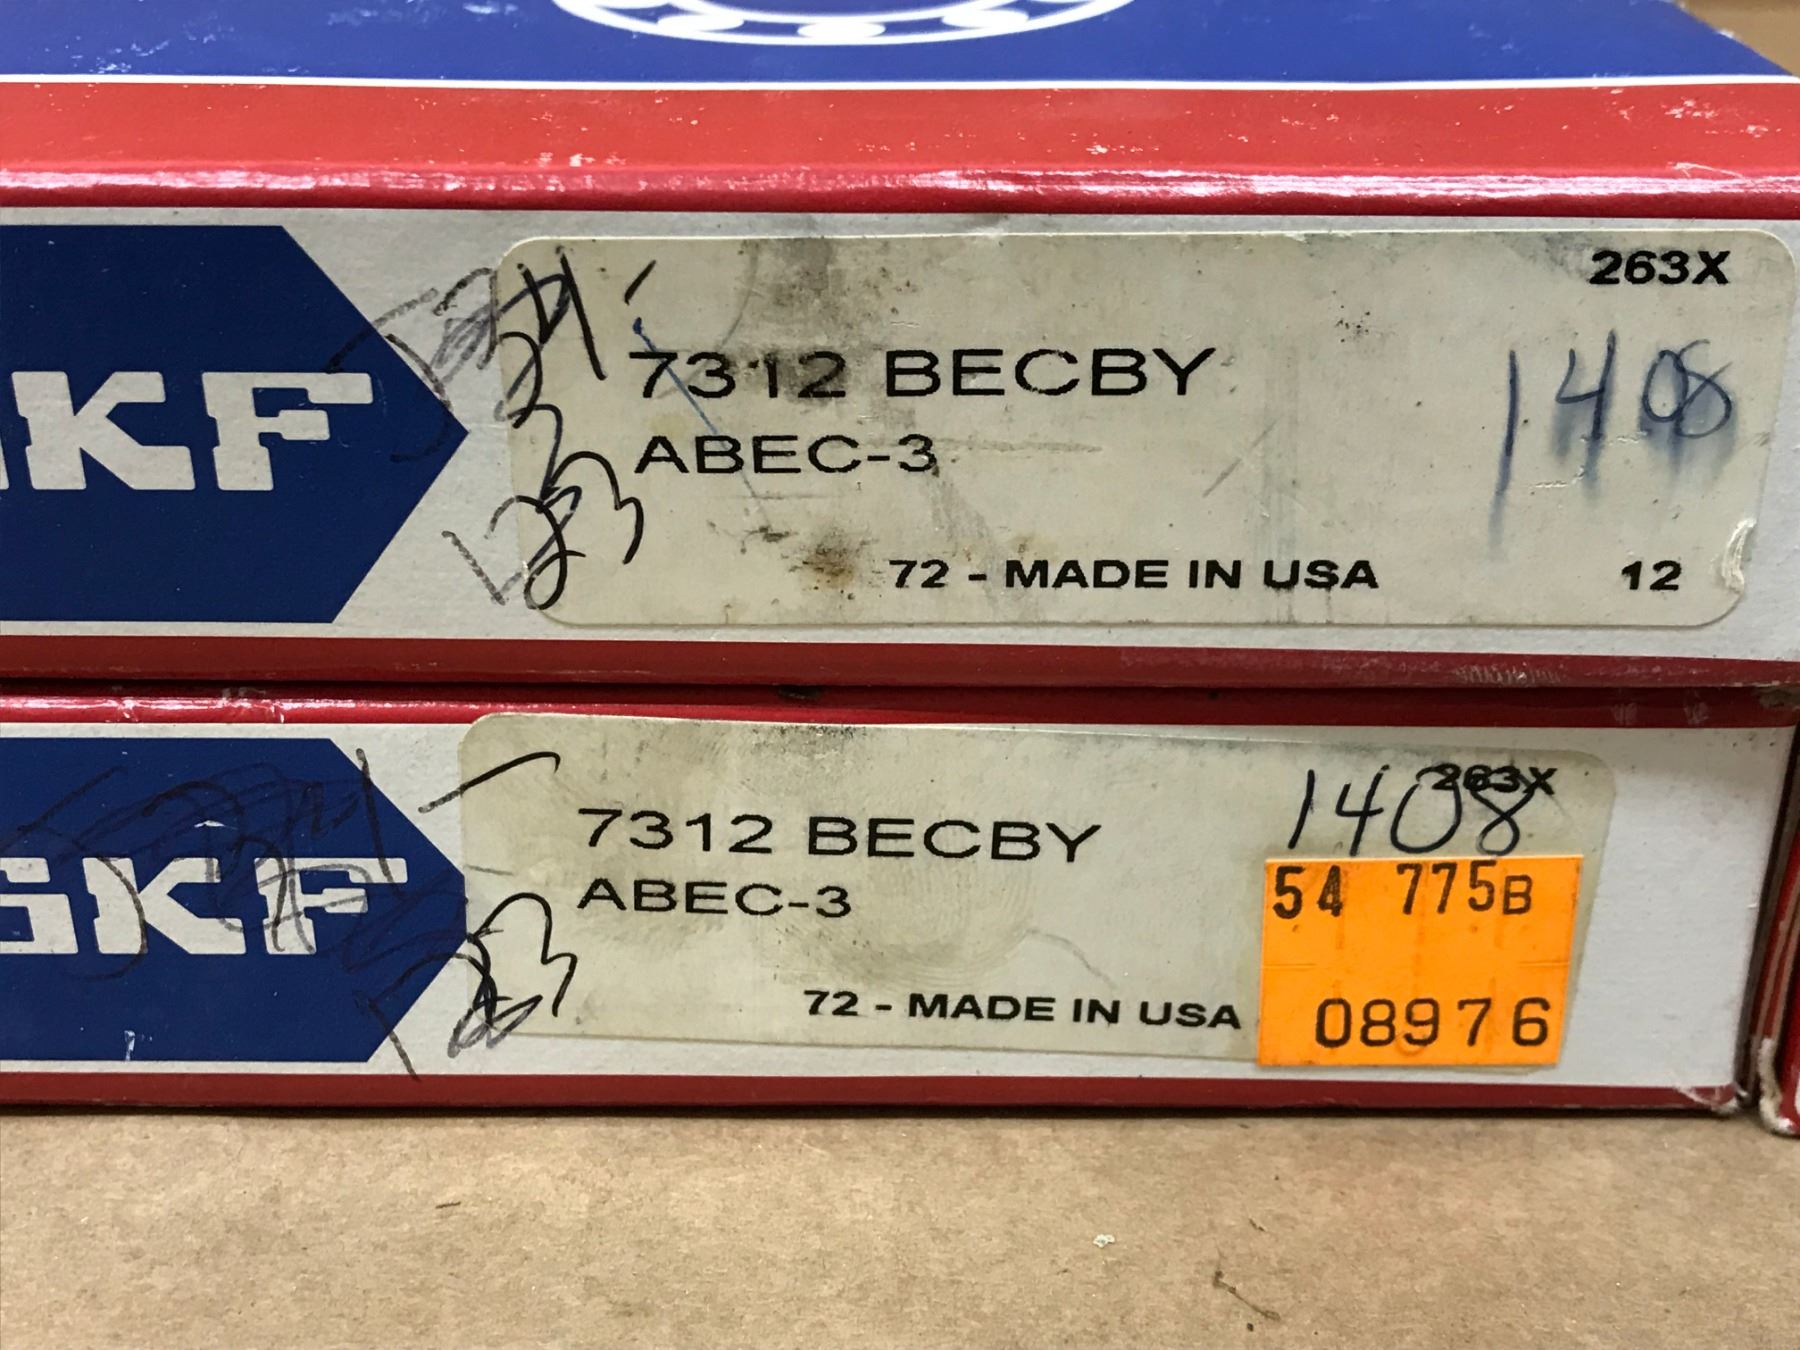 263X
SKF
7312 BECBY
1408
ABEC-3
72 - MADE IN USA
12
263X
1408
SKF
7312 BECBY
54 775B
ABEC-3
72 - MADE IN USA
08976